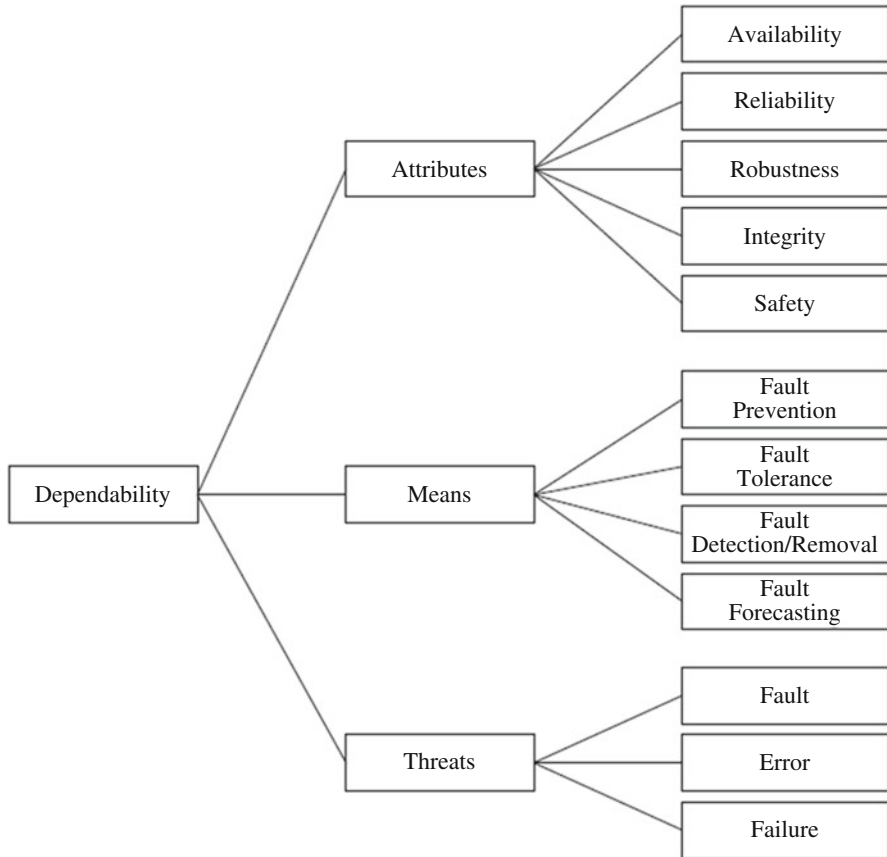 Availability
Reliability
Attributes
Robustness
Integrity
Safety
Fault
Prevention
Fault
Tolerance
Dependability
Means
Fault
Detection/Removal
Fault
Forecasting
Fault
Threats
Error
Failure